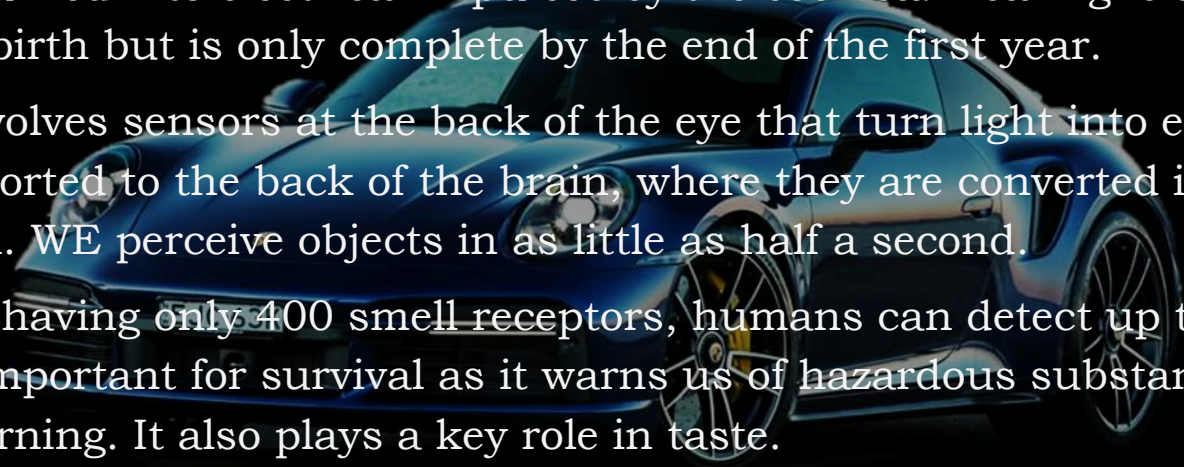 birth but is only complete by the end of the first year.
volves sensors at the back of the eye that turn light into e
orted to the back of the brain, where they are converted i
. WE perceive objects in as little as half a second.
having only 400 smell receptors, humans can detect up t
mportant for survival as it warns us of hazardous substan
rning. It also plays a key role in taste.